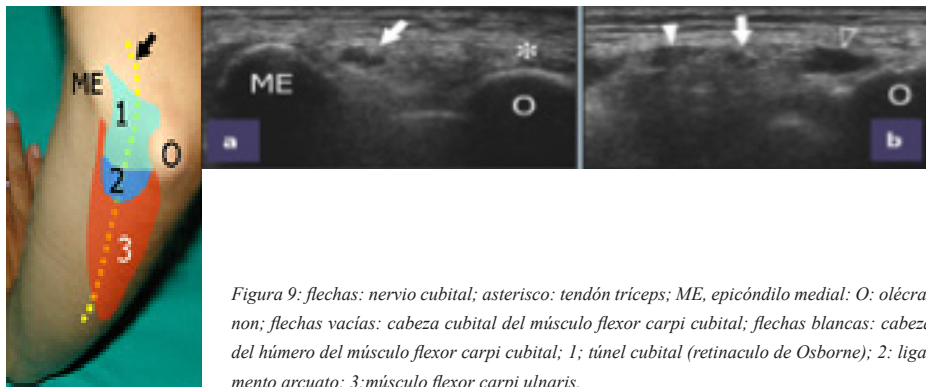 ME
1
O
2
3
ME
*
O
a
O
b
Figura 9: flechas: nervio cubital; asterisco: tendón tríceps; ME, epicóndilo medial: O: olécra-
non; flechas vacías: cabeza cubital del músculo flexor carpi cubital; flechas blancas: cabeza
del húmero del músculo flexor carpi cubital; 1; túnel cubital (retinaculo de Osborne); 2: liga-
mento arcuato; 3:músculo flexor carpi ulnaris.